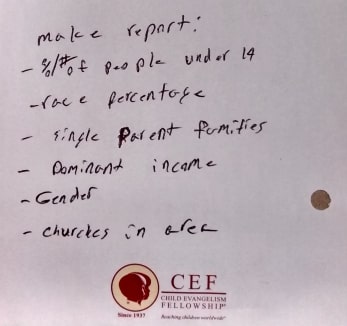 make report:
- %/# of people under 14
- race percentage
- single parent families
- Dominant income
- Gender
- churches in area
CEF
CHILD EVANGELISM
FELLOWSHIP®
Since 1937
Reaching children worldwide